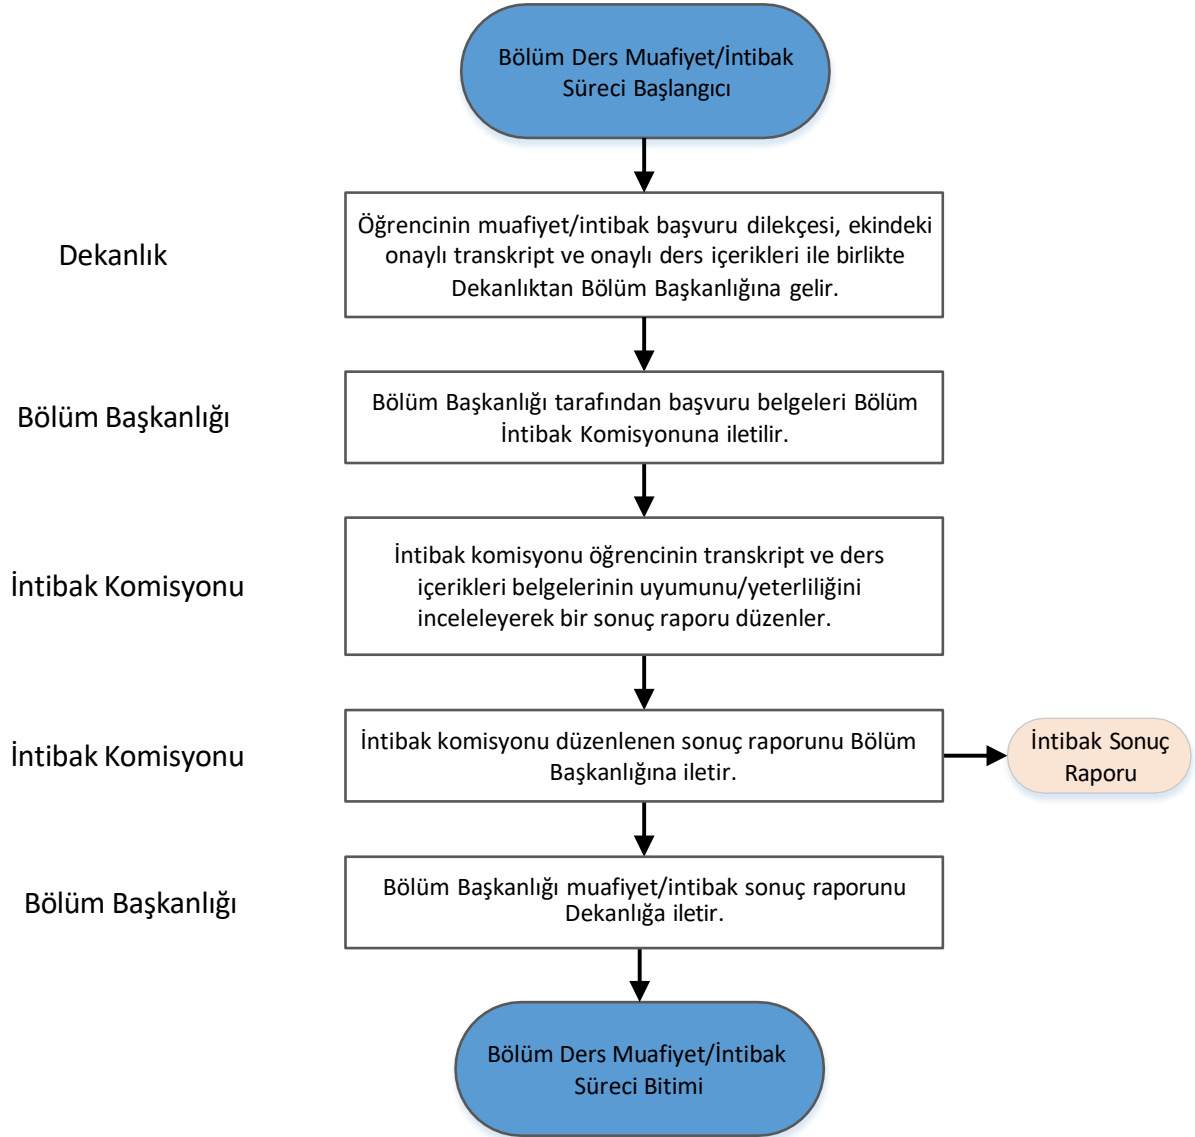 Bölüm Ders Muafiyet/İntibak
Süreci Başlangıcı
Dekanlık
Öğrencinin muafiyet/intibak başvuru dilekçesi, ekindeki
onaylı transkript ve onaylı ders içerikleri ile birlikte
Dekanlıktan Bölüm Başkanlığına gelir.
Bölüm Başkanlığı
Bölüm Başkanlığı tarafından başvuru belgeleri Bölüm
İntibak Komisyonuna iletilir.
İntibak Komisyonu
İntibak komisyonu öğrencinin transkript ve ders
içerikleri belgelerinin uyumunu/yeterliliğini
inceleleyerek bir sonuç raporu düzenler.
İntibak Komisyonu
İntibak komisyonu düzenlenen sonuç raporunu Bölüm
Başkanlığına iletir.
İntibak Sonuç
Raporu
Bölüm Başkanlığı
Bölüm Başkanlığı muafiyet/intibak sonuç raporunu
Dekanlığa iletir.
Bölüm Ders Muafiyet/İntibak
Süreci Bitimi